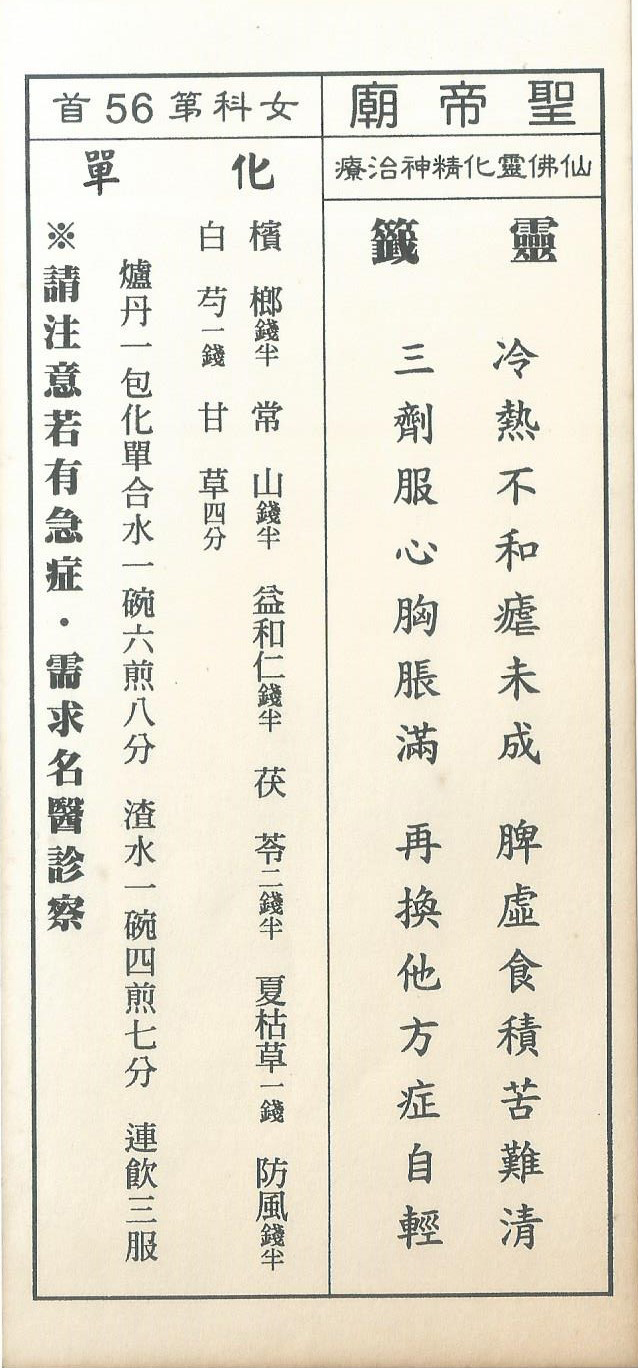 聖帝廟
仙佛靈化精神治療
靈籤
冷熱不和瘧未成 脾虛食積苦難清
三劑服心胸脹滿 再換他方症自輕
女科第56首
化單
檳榔錢半 常山錢半 益和仁錢半 茯苓二錢半 夏枯草一錢 防風錢半
白芍一錢 甘草四分
爐丹一包化單合水一碗六煎八分 渣水一碗四煎七分 連飲三服
※請注意若有急症・需求名醫診察